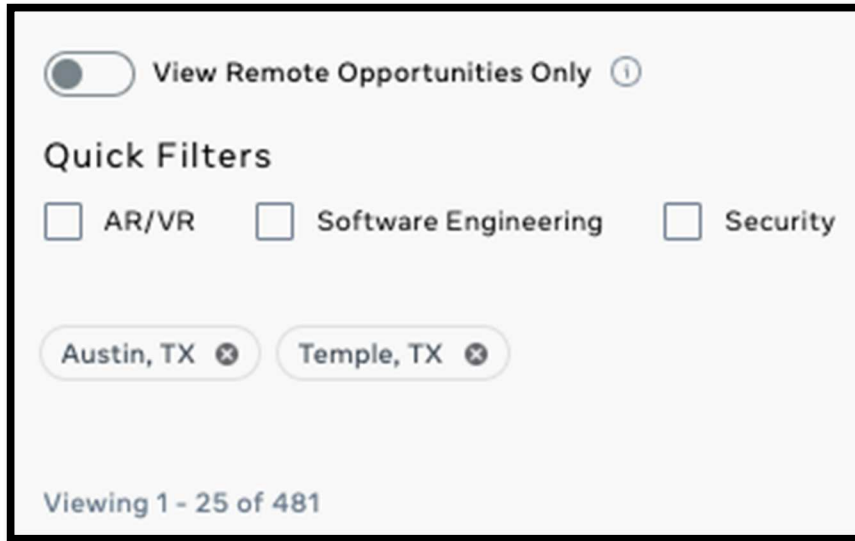 View Remote Opportunities Only
Quick Filters
AR/VR Software Engineering Security
Austin, TX Temple, TX
Viewing 1 - 25 of 481